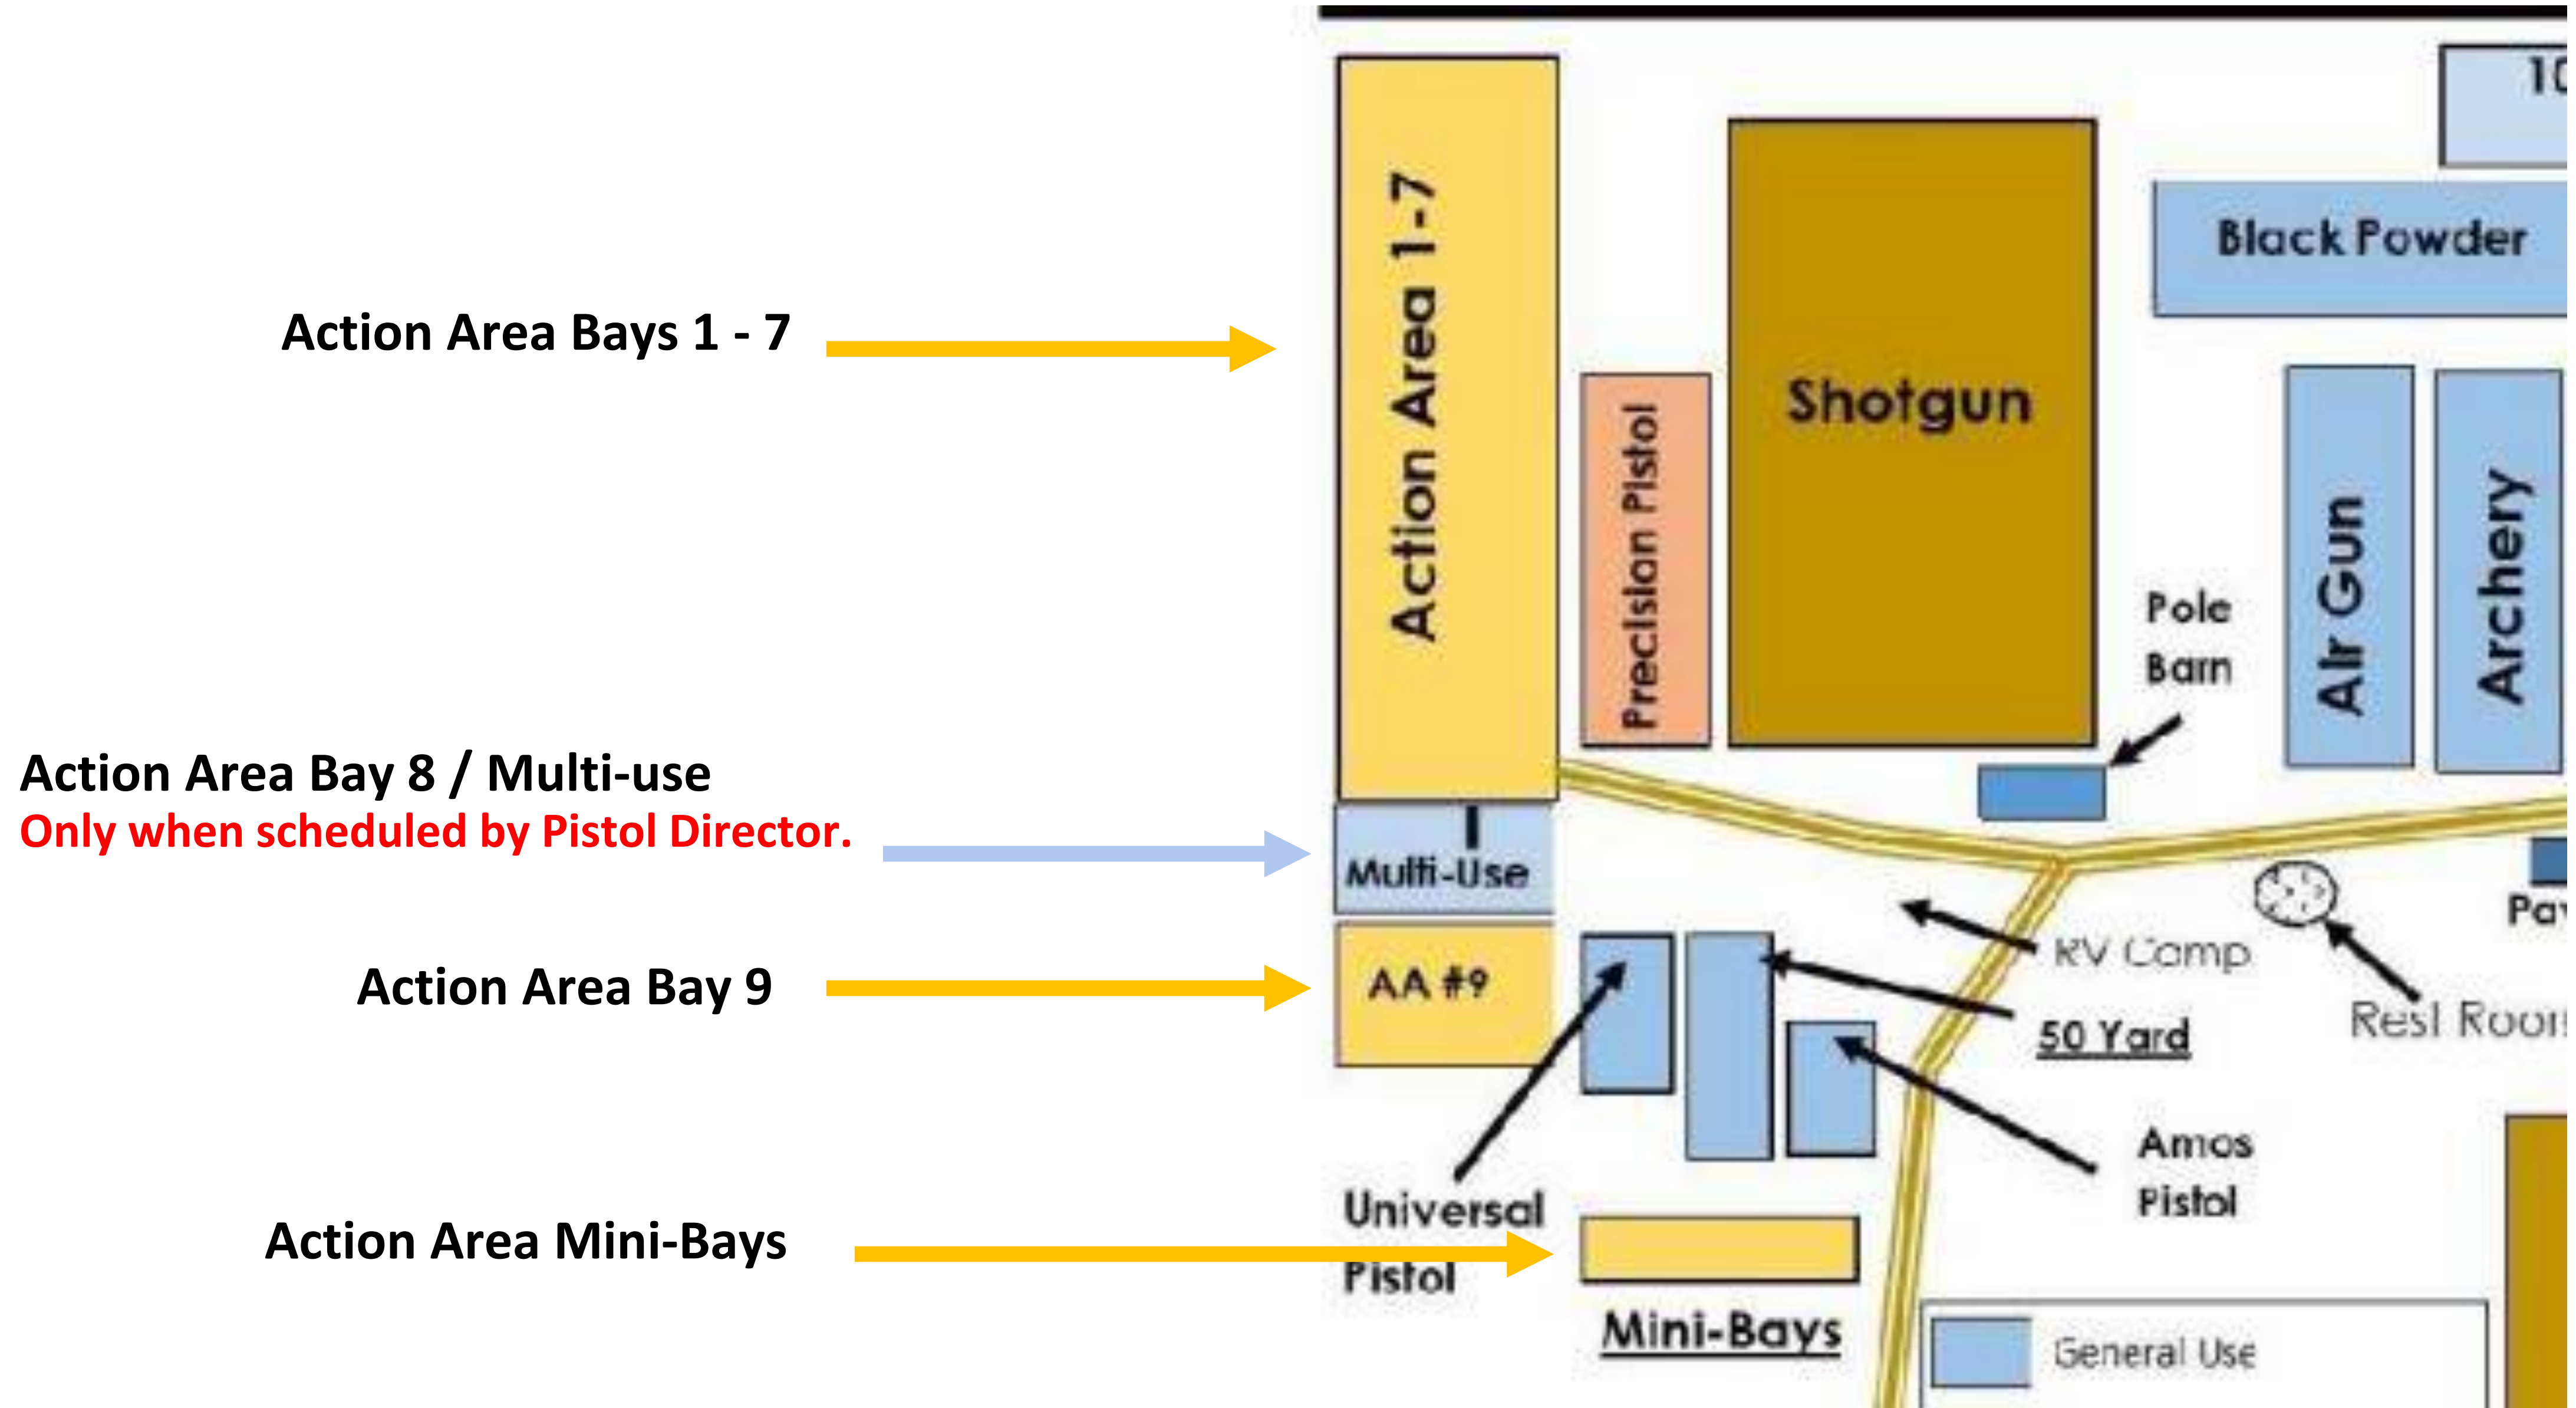 Action Area Bays 1 - 7
Action Area Bay 8 / Multi-use
Only when scheduled by Pistol Director.
Action Area Bay 9
Action Area Mini-Bays
Action Area 1-7
Precision Pistol
Shotgun
10
Black Powder
Air Gun
Archery
Pole
Barn
Multi-Use
AA #9
RV Camp
50 Yard
Rest Room
Amos
Pistol
Universal
Pistol
Mini-Bays
General Use